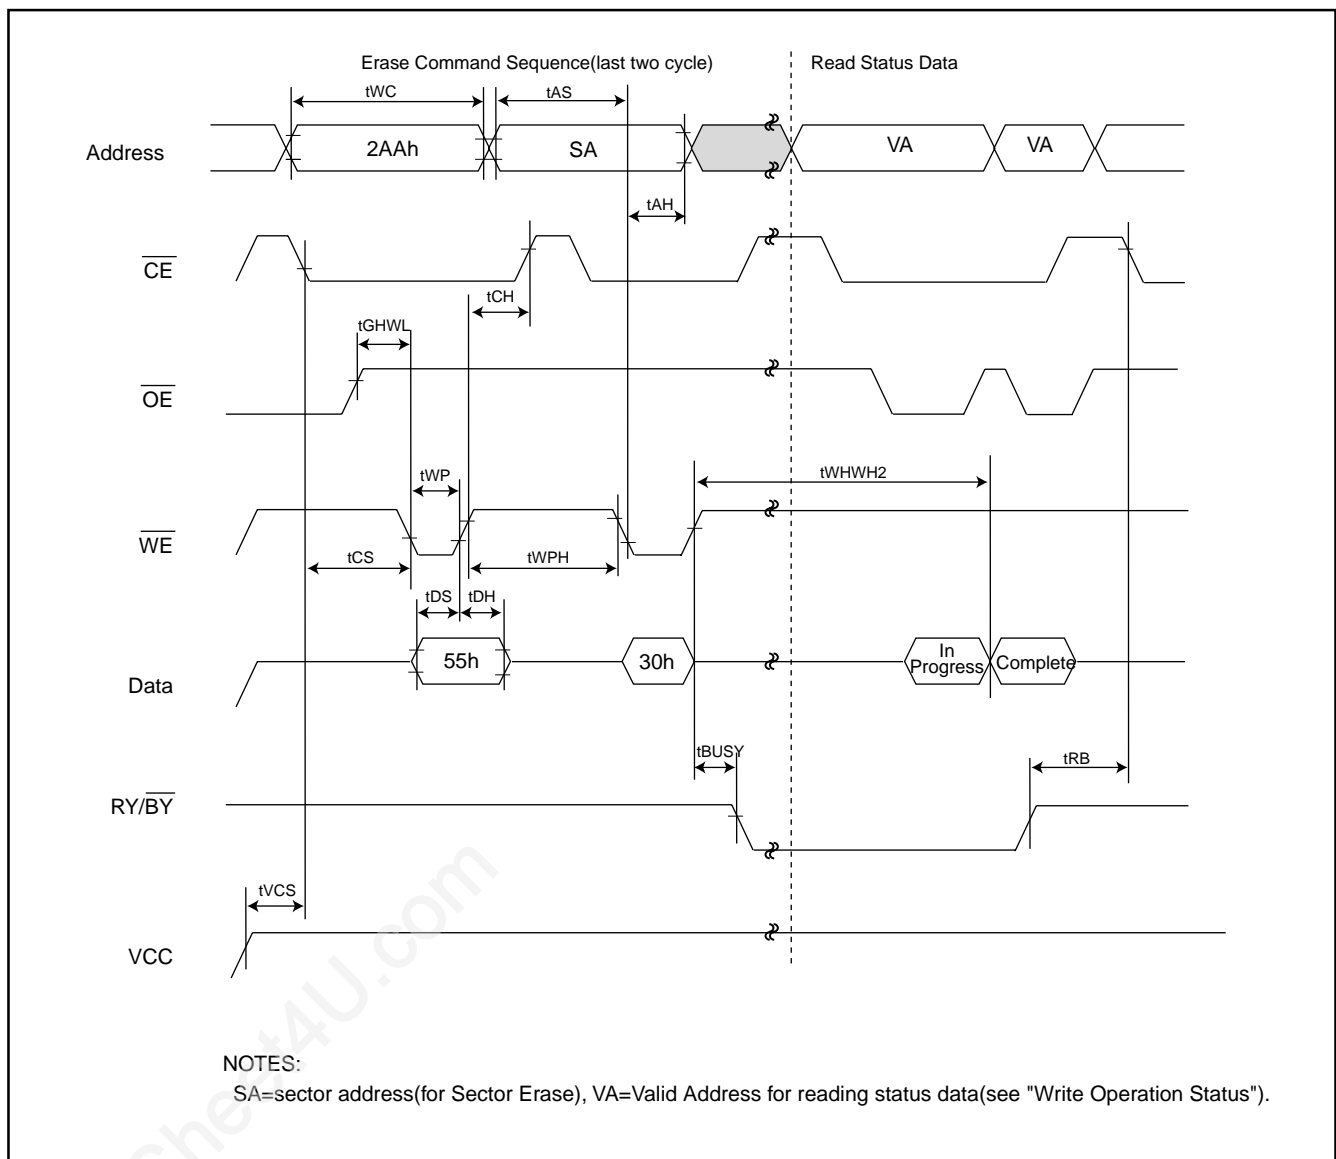 Erase Command Sequence(last two cycle) Read Status Data
tWC tAS
Address 2AAh SA VA VA
tAH
CE
tCH
tGHWL
OE
tWP tWHWH2
WE
tCS tWPH
tDS tDH
Data 55h 30h In Progress Complete
tBUSY tRB
RY/BY
tVCS
VCC
NOTES:
SA=sector address(for Sector Erase), VA=Valid Address for reading status data(see "Write Operation Status").
heet4U.com